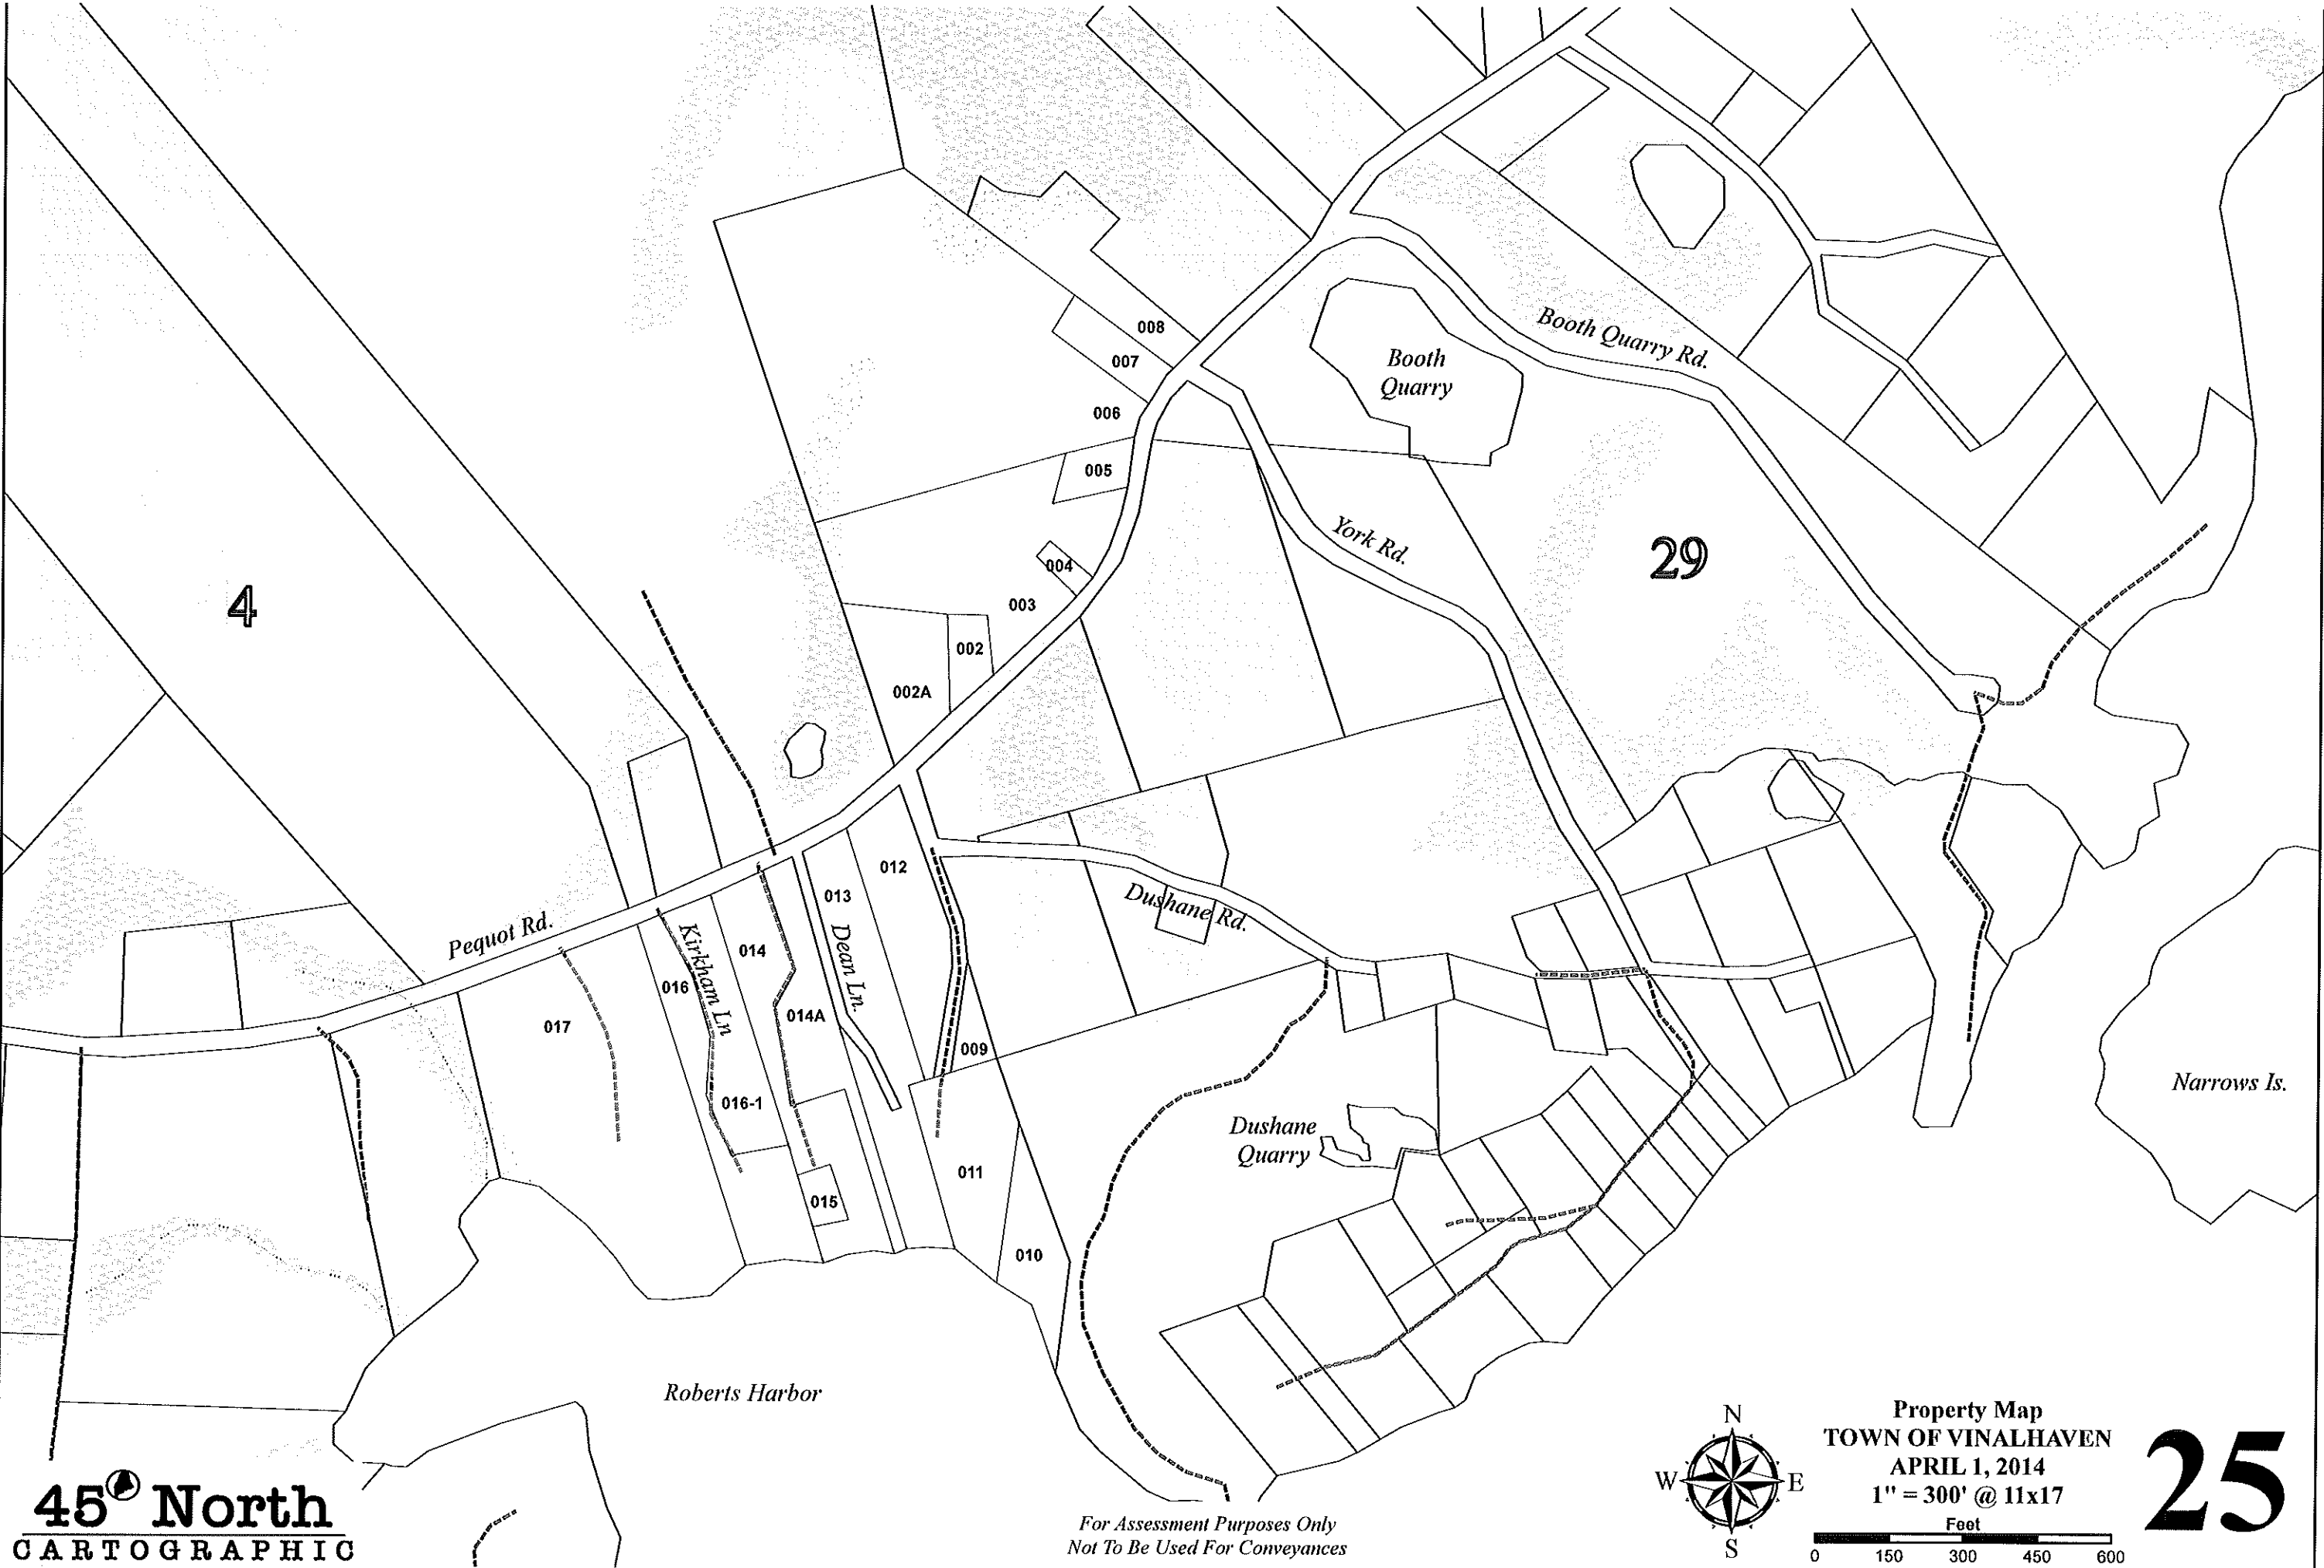 008
007
006
005
004
003
002
002A
Booth
Quarry
Booth Quarry Rd.
York Rd.
29
4
012
013
Dean Ln.
014
014A
Kirkham Ln
016
016-1
017
015
Pequot Rd.
Dushane Rd.
009
011
010
Dushane
Quarry
Narrows Is.
Roberts Harbor
45° North
CARTOGRAPHIC
For Assessment Purposes Only
Not To Be Used For Conveyances
N
W E
S
Property Map
TOWN OF VINALHAVEN
APRIL 1, 2014
1" = 300' @ 11x17
Feet
0 150 300 450 600
25